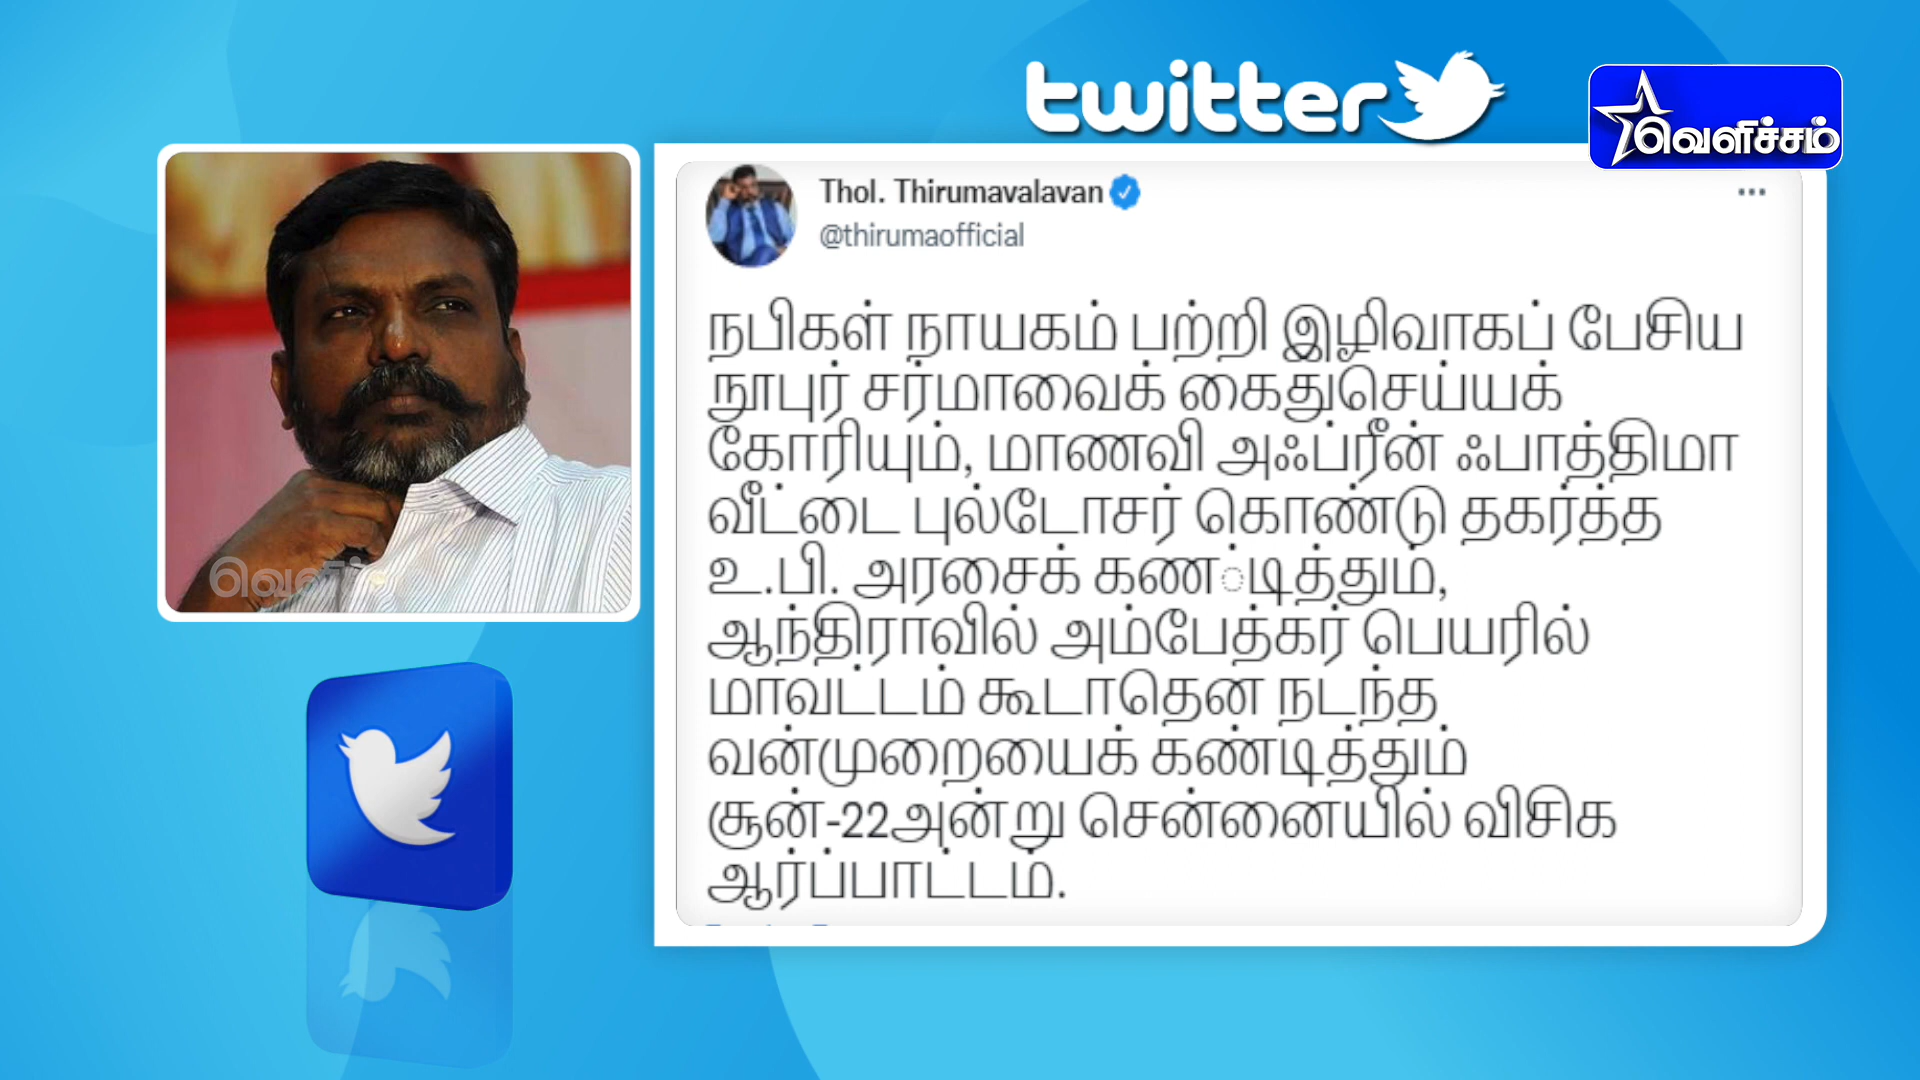 twitter
வெளிச்சம்
Thol. Thirumavalavan
@thirumaofficial
நபிகள் நாயகம் பற்றி இழிவாகப் பேசிய
நூபுர் சர்மாவைக் கைதுசெய்யக்
கோரியும், மாணவி அஃப்ரீன் ஃபாத்திமா
வீட்டை புல்டோசர் கொண்டு தகர்த்த
உ.பி. அரசைக் கண்டித்தும்,
ஆந்திராவில் அம்பேத்கர் பெயரில்
மாவட்டம் கூடாதென நடந்த
வன்முறையைக் கண்டித்தும்
சூன்-22அன்று சென்னையில் விசிக
ஆர்ப்பாட்டம்.